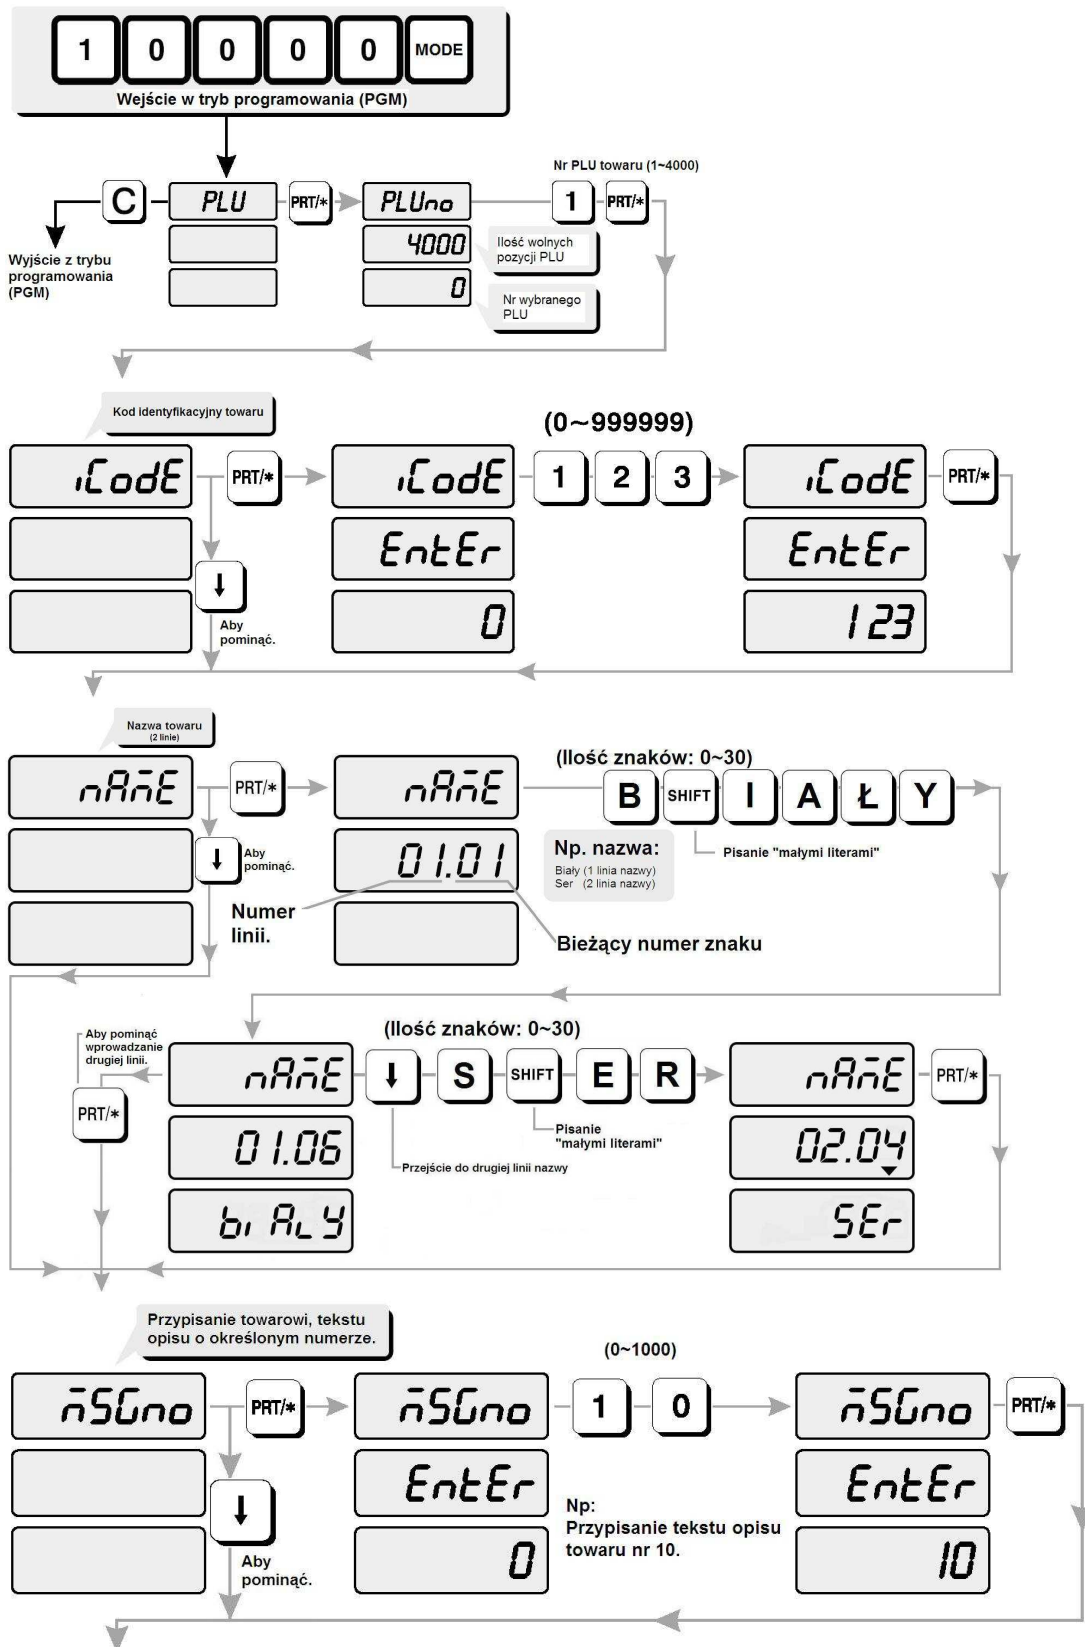 1 0 0 0 0 MODE
Wejście w tryb programowania (PGM)
Nr PLU towaru (1~4000)
C PLU PRT/* PLUno 1 PRT/*
4000
Ilość wolnych
pozycji PLU
0
Nr wybranego
PLU
Wyjście z trybu
programowania
(PGM)
Kod identyfikacyjny towaru
(0~999999)
iCodE PRT/* iCodE 1 2 3 iCodE PRT/*
EntEr EntEr
↓
Aby
pominąć.
0 123
Nazwa towaru
(2 linie)
(Ilość znaków: 0~30)
nAmE PRT/* nAmE B SHIFT I A Ł Y
Pisanie "małymi literami"
Np. nazwa:
Biały (1 linia nazwy)
Ser (2 linia nazwy)
↓ Aby
pominąć.
01.01
Numer
linii.
Bieżący numer znaku
Aby pominąć
wprowadzanie
drugiej linii.
PRT/*
(Ilość znaków: 0~30)
nAmE ↓ S SHIFT E R nAmE PRT/*
Pisanie
"małymi literami"
Przejście do drugiej linii nazwy
01.06 02.04
bi ALy SEr
Przypisanie towarowi, tekstu
opisu o określonym numerze.
(0~1000)
mSGno PRT/* mSGno 1 0 mSGno PRT/*
EntEr EntEr
↓
Aby
pominąć.
Np:
Przypisanie tekstu opisu
towaru nr 10.
0 10